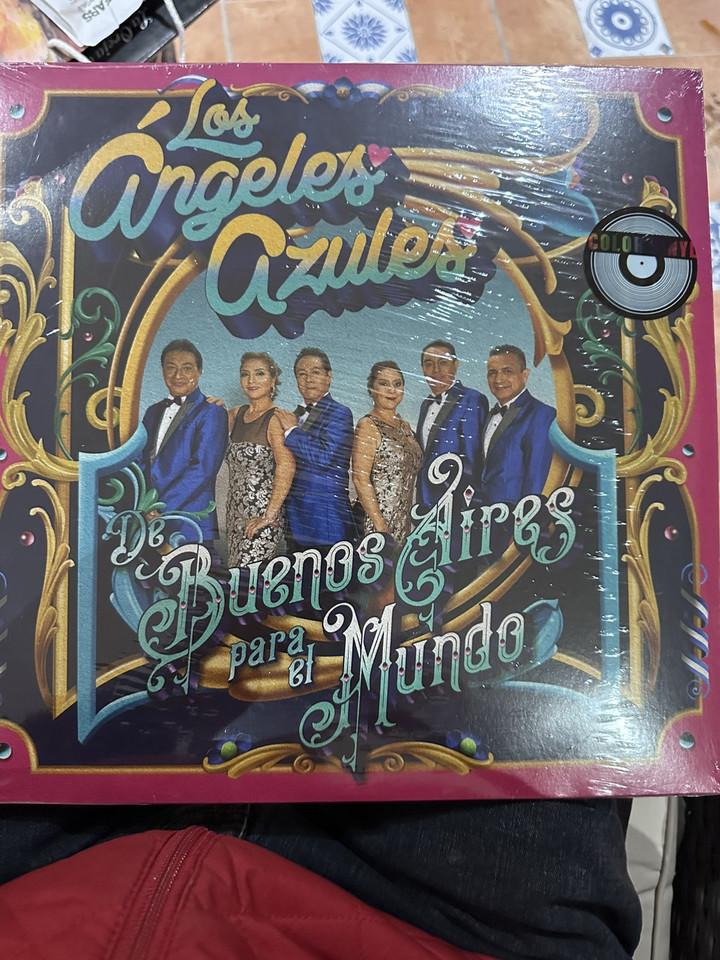 Los
Ángeles
Azules
De
Buenos Aires
para
el
Mundo